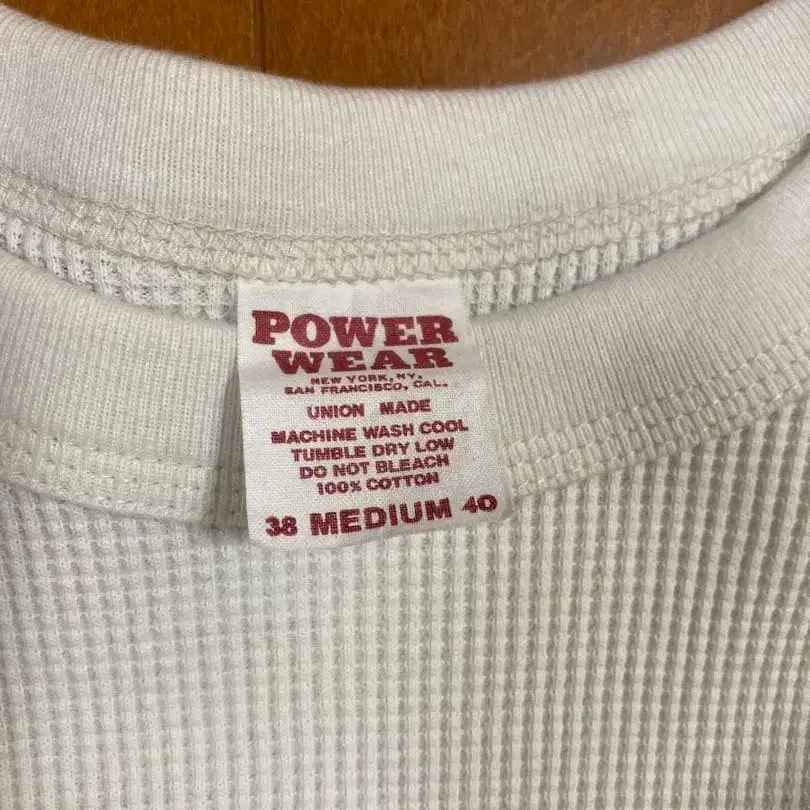 POWER
WEAR
NEW YORK, NY.
SAN FRANCISCO, CAL.
UNION MADE
MACHINE WASH COOL
TUMBLE DRY LOW
DO NOT BLEACH
100% COTTON
38 MEDIUM 40